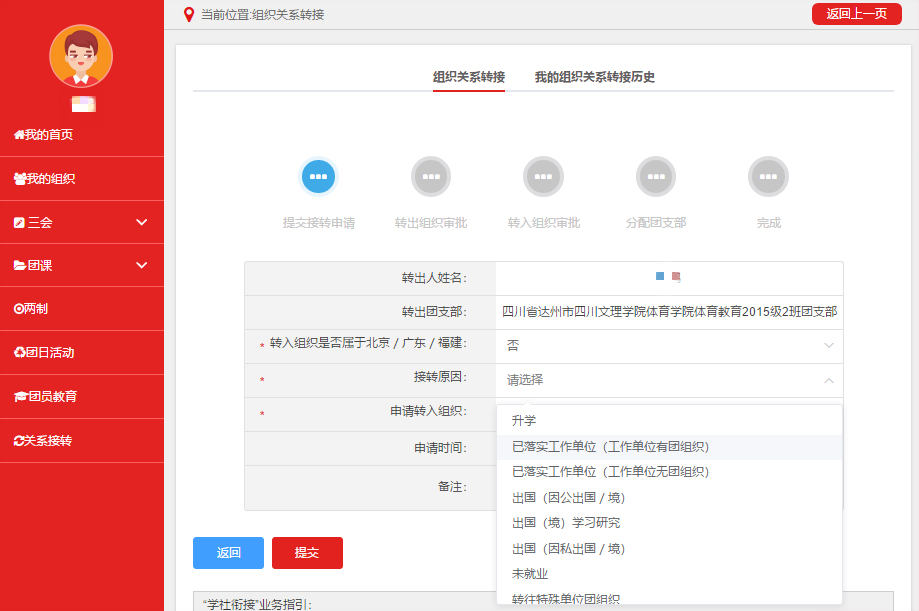 当前位置:组织关系转接
返回上一页
我的首页
我的组织
三会
团课
两制
团日活动
团员教育
关系接转
组织关系转接 我的组织关系转接历史
提交接转申请 转出组织审批 转入组织审批 分配团支部 完成
转出人姓名:
转出团支部: 四川省达州市四川文理学院体育学院体育教育2015级2班团支部
* 转入组织是否属于北京 / 广东 / 福建: 否
* 接转原因: 请选择
* 申请转入组织:
申请时间:
备注:
升学
已落实工作单位（工作单位有团组织）
已落实工作单位（工作单位无团组织）
出国（因公出国 / 境）
出国（境）学习研究
出国（因私出国 / 境）
未就业
转往特殊单位团组织
返回 提交
“学社衔接”业务指引: